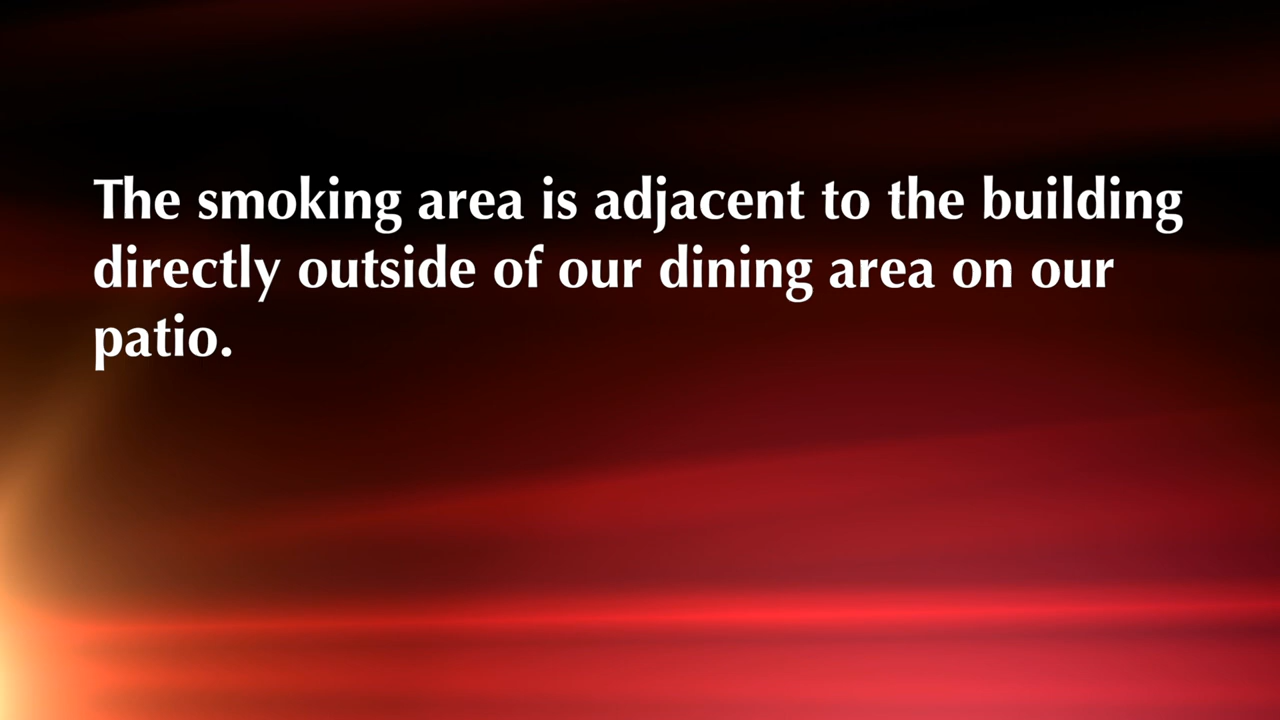 The smoking area is adjacent to the building
directly outside of our dining area on our
patio.